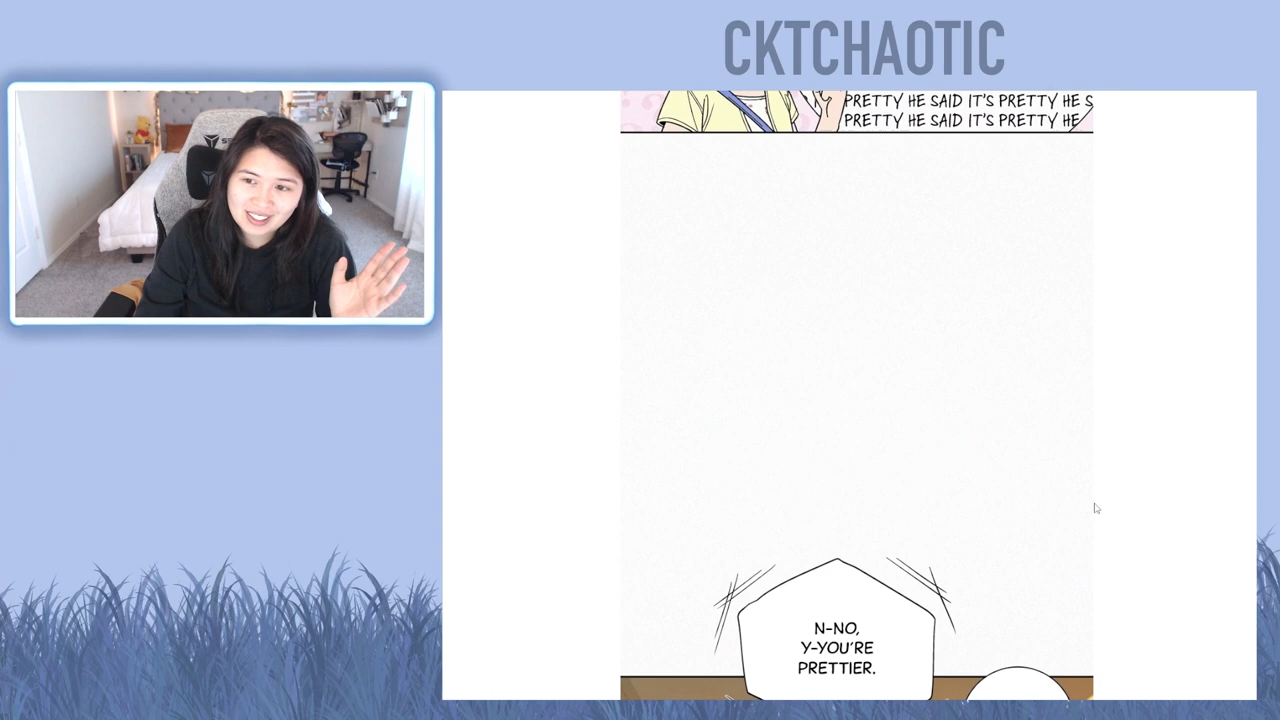 CKTCHAOTIC
PRETTY HE SAID IT'S PRETTY HE S
PRETTY HE SAID IT'S PRETTY HE
N-NO,
Y-YOU'RE
PRETTIER.